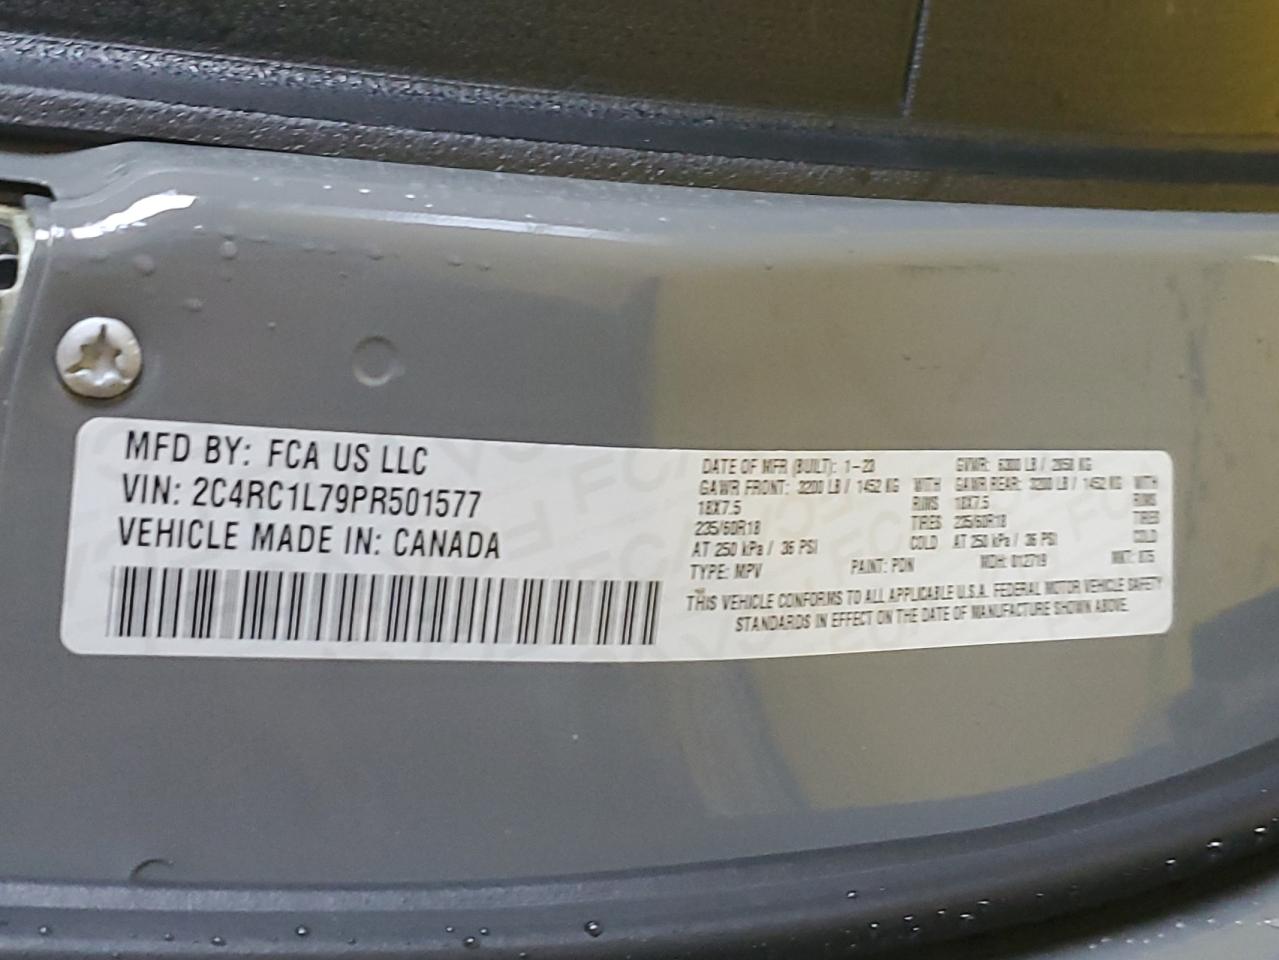 MFD BY: FCA US LLC
VIN: 2C4RC1L79PR501577
VEHICLE MADE IN: CANADA
DATE OF MFR (BUILT): 1-23 GVWR: 6300 LB / 2858 KG
GAWR FRONT: 3200 LB / 1452 KG WITH GAWR REAR: 3200 LB / 1452 KG WITH
18X7.5 RIMS 18X7.5 RIMS
235/60R18 TIRES 235/60R18 TIRES
AT 250 kPa / 36 PSI COLD AT 250 kPa / 36 PSI COLD
TYPE: MPV PAINT: PDN MDH: 012719 MKT:
THIS VEHICLE CONFORMS TO ALL APPLICABLE U.S.A. FEDERAL MOTOR VEHICLE SAFETY
STANDARDS IN EFFECT ON THE DATE OF MANUFACTURE SHOWN ABOVE.